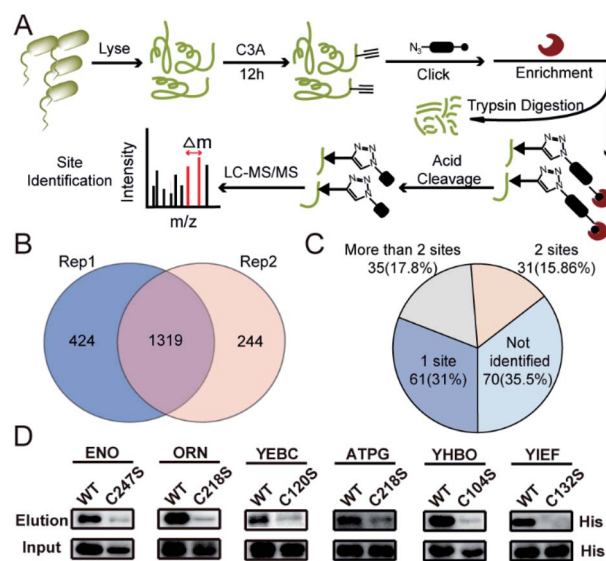 A
Lyse
C3A
12h
N₃
Click
Enrichment
Trypsin Digestion
Site
Identification
Intensity
Δm
m/z
LC-MS/MS
N N
N
N N
N
Acid
Cleavage
N N
N
N N
N
B
Rep1
Rep2
424
1319
244
C
More than 2 sites
35(17.8%)
2 sites
31(15.86%)
1 site
61(31%)
Not
identified
70(35.5%)
D
ENO ORN YEBC ATPG YHBO YIEF
WT C247S WT C218S WT C120S WT C218S WT C104S WT C132S
Elution His
Input His